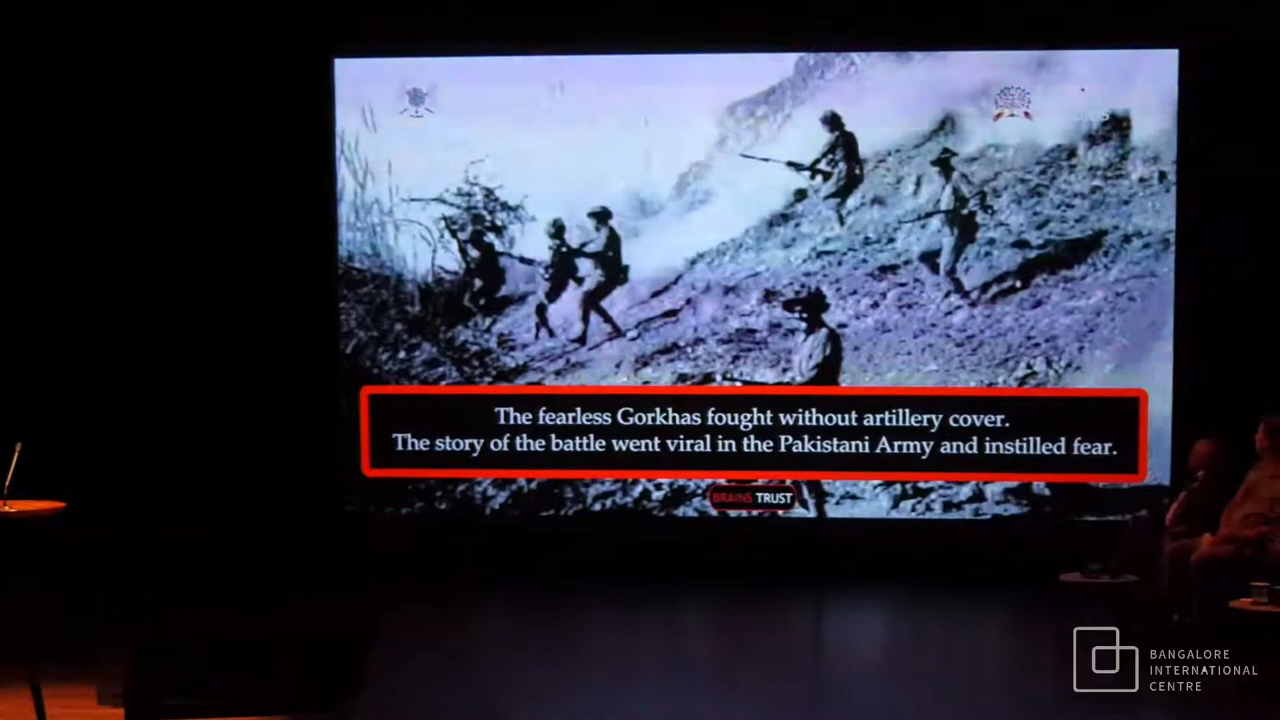 The fearless Gorkhas fought without artillery cover.
The story of the battle went viral in the Pakistani Army and instilled fear.
BRAINS TRUST
BANGALORE
INTERNATIONAL
CENTRE